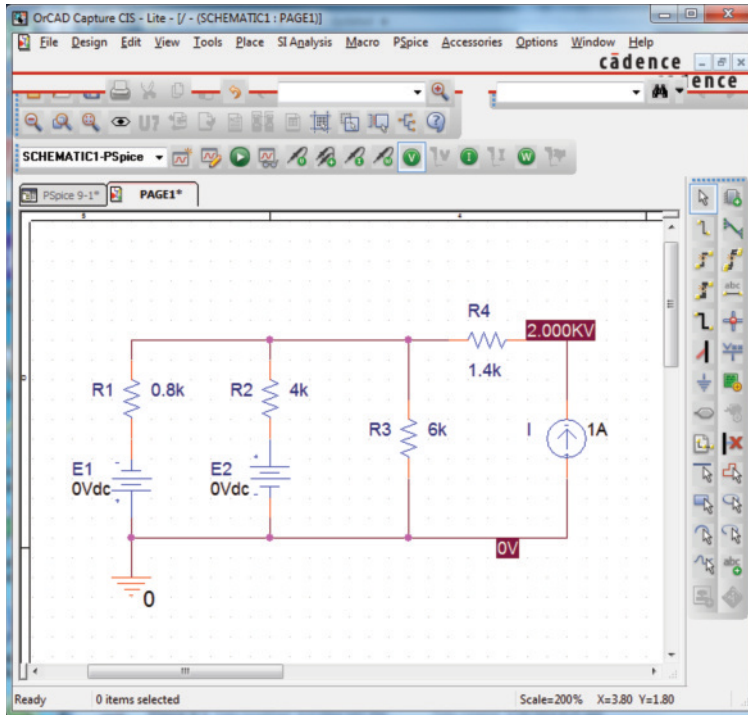 OrCAD Capture CIS - Lite - [/ - (SCHEMATIC1 : PAGE1)]
File Design Edit View Tools Place SI Analysis Macro PSpice Accessories Options Window Help
cādence
ence
U?
SCHEMATIC1-PSpice V V I I W
PSpice 9-1* PAGE1*
5 4
R4
2.000KV
1.4k
R1 0.8k R2 4k
R3 6k I 1A
E1 E2
0Vdc 0Vdc
0V
0
abc
Ready 0 items selected Scale=200% X=3.80 Y=1.80